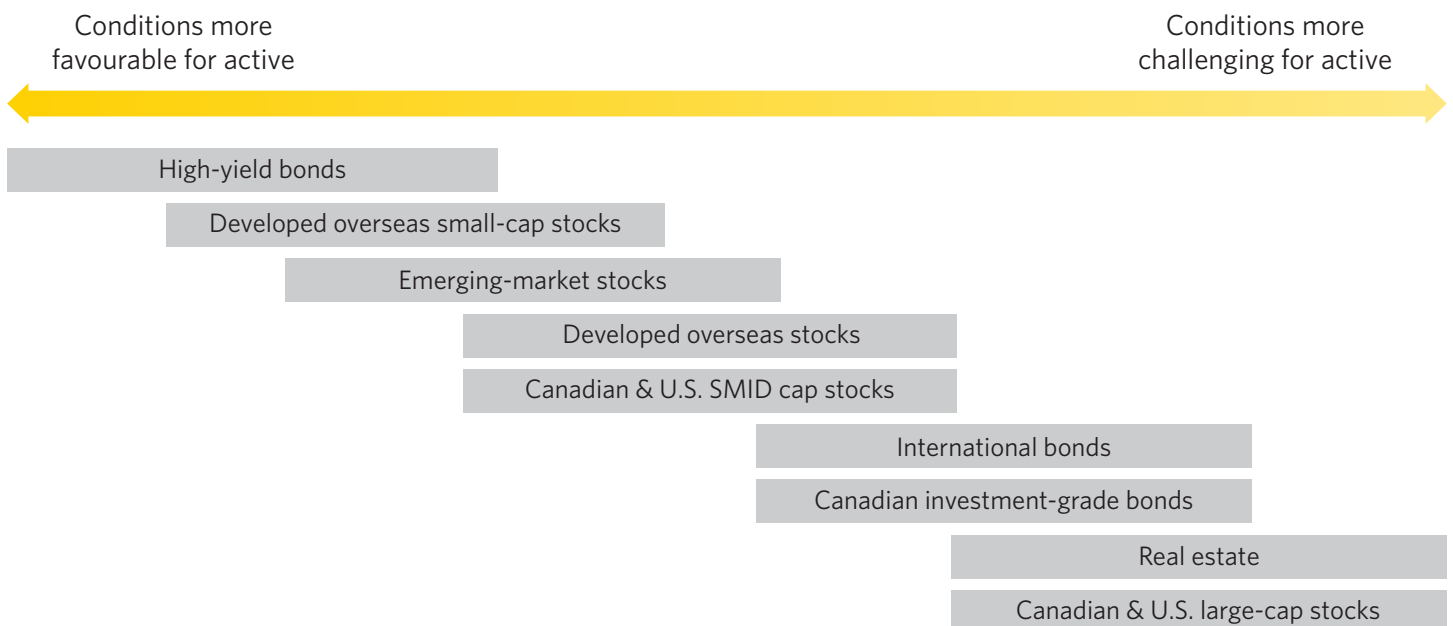 Conditions more
favourable for active
Conditions more
challenging for active
High-yield bonds
Developed overseas small-cap stocks
Emerging-market stocks
Developed overseas stocks
Canadian & U.S. SMID cap stocks
International bonds
Canadian investment-grade bonds
Real estate
Canadian & U.S. large-cap stocks